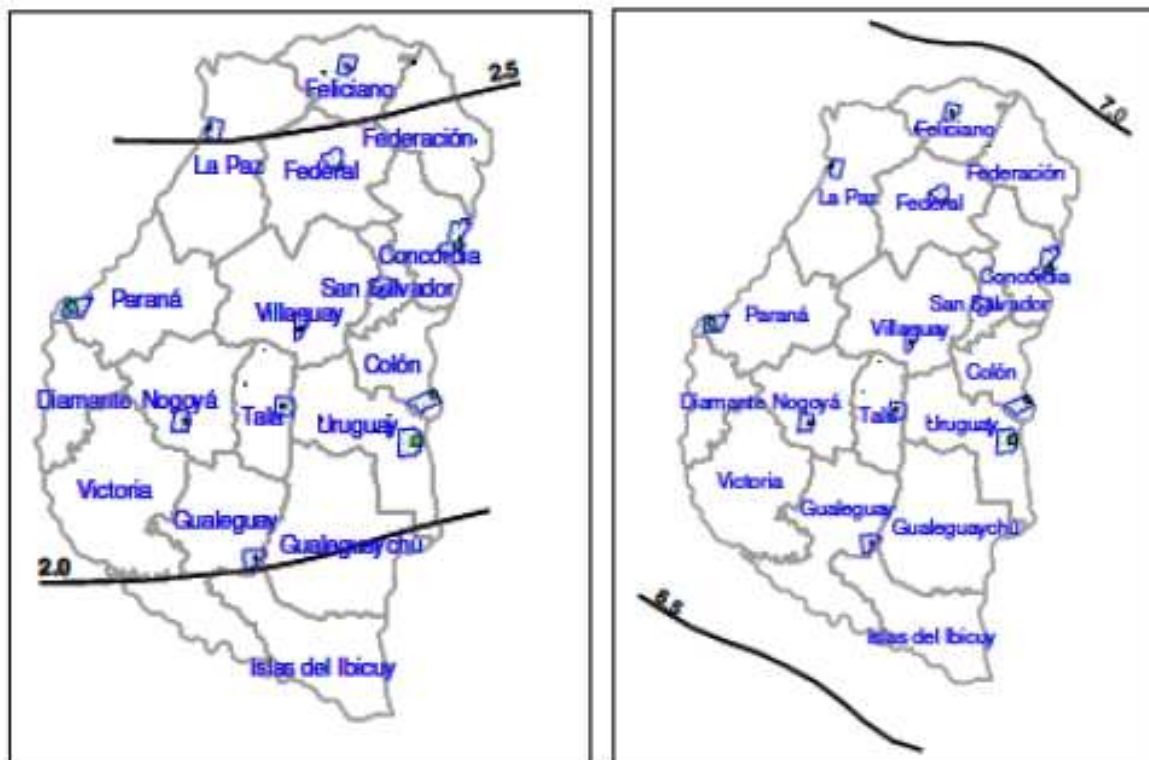 2.5
Feliciano
Federación
La Paz
Federal
Concordia
San Salvador
Paraná
Villaguay
Colón
Diamante
Nogoyá
Tala
Uruguay
Victoria
Gualeguay
Gualeguaychú
2.0
Islas del Ibicuy
7.0
Feliciano
Federación
La Paz
Federal
Concordia
San Salvador
Paraná
Villaguay
Colón
Diamante
Nogoyá
Tala
Uruguay
Victoria
Gualeguay
Gualeguaychú
6.5
Islas del Ibicuy